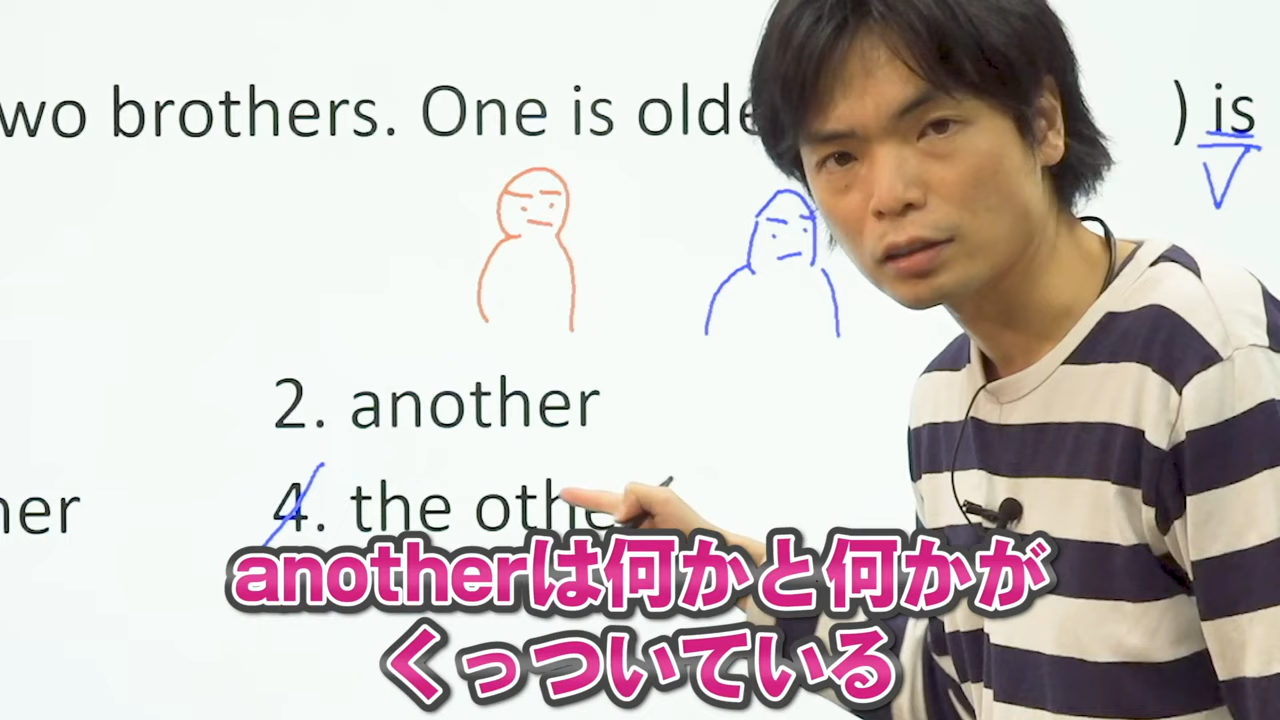 wo brothers. One is olde ) is
V
2. another
her 4. the othe
anotherは何かと何かが
くっついている